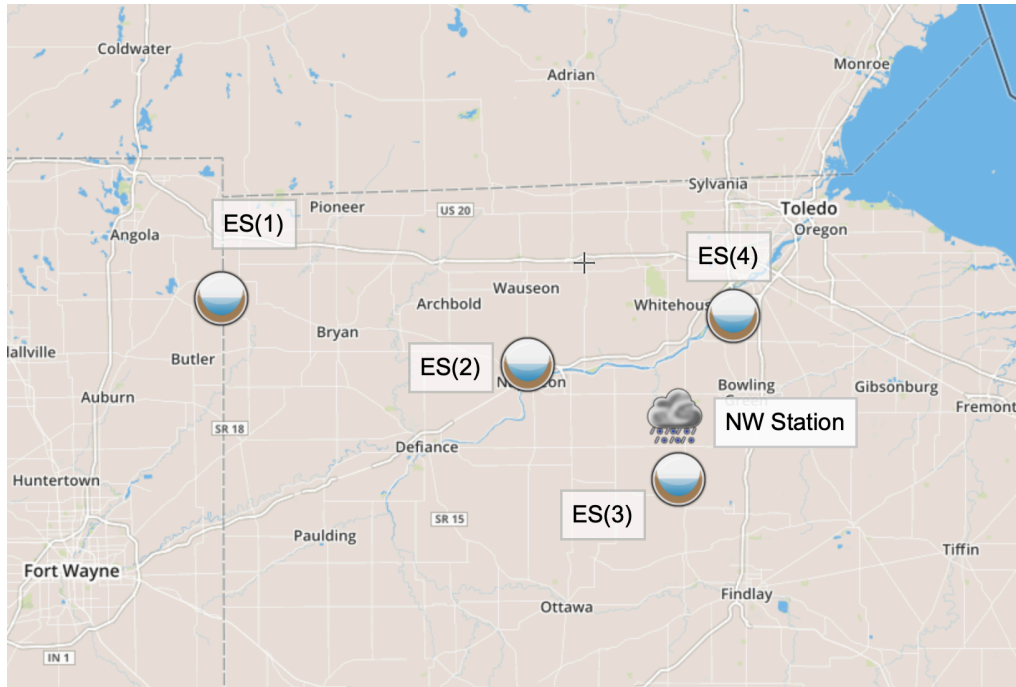 Coldwater
Adrian
Monroe
Sylvania
Pioneer
US 20
ES(1)
Toledo
Angola
Oregon
ES(4)
Wauseon
Archbold
Whitehous
Bryan
Butler
allville
ES(2)
Bowling
Green
Gibsonburg
Auburn
Fremont
NW Station
SR 18
Defiance
Huntertown
ES(3)
SR 15
Paulding
Tiffin
Fort Wayne
Findlay
Ottawa
IN 1